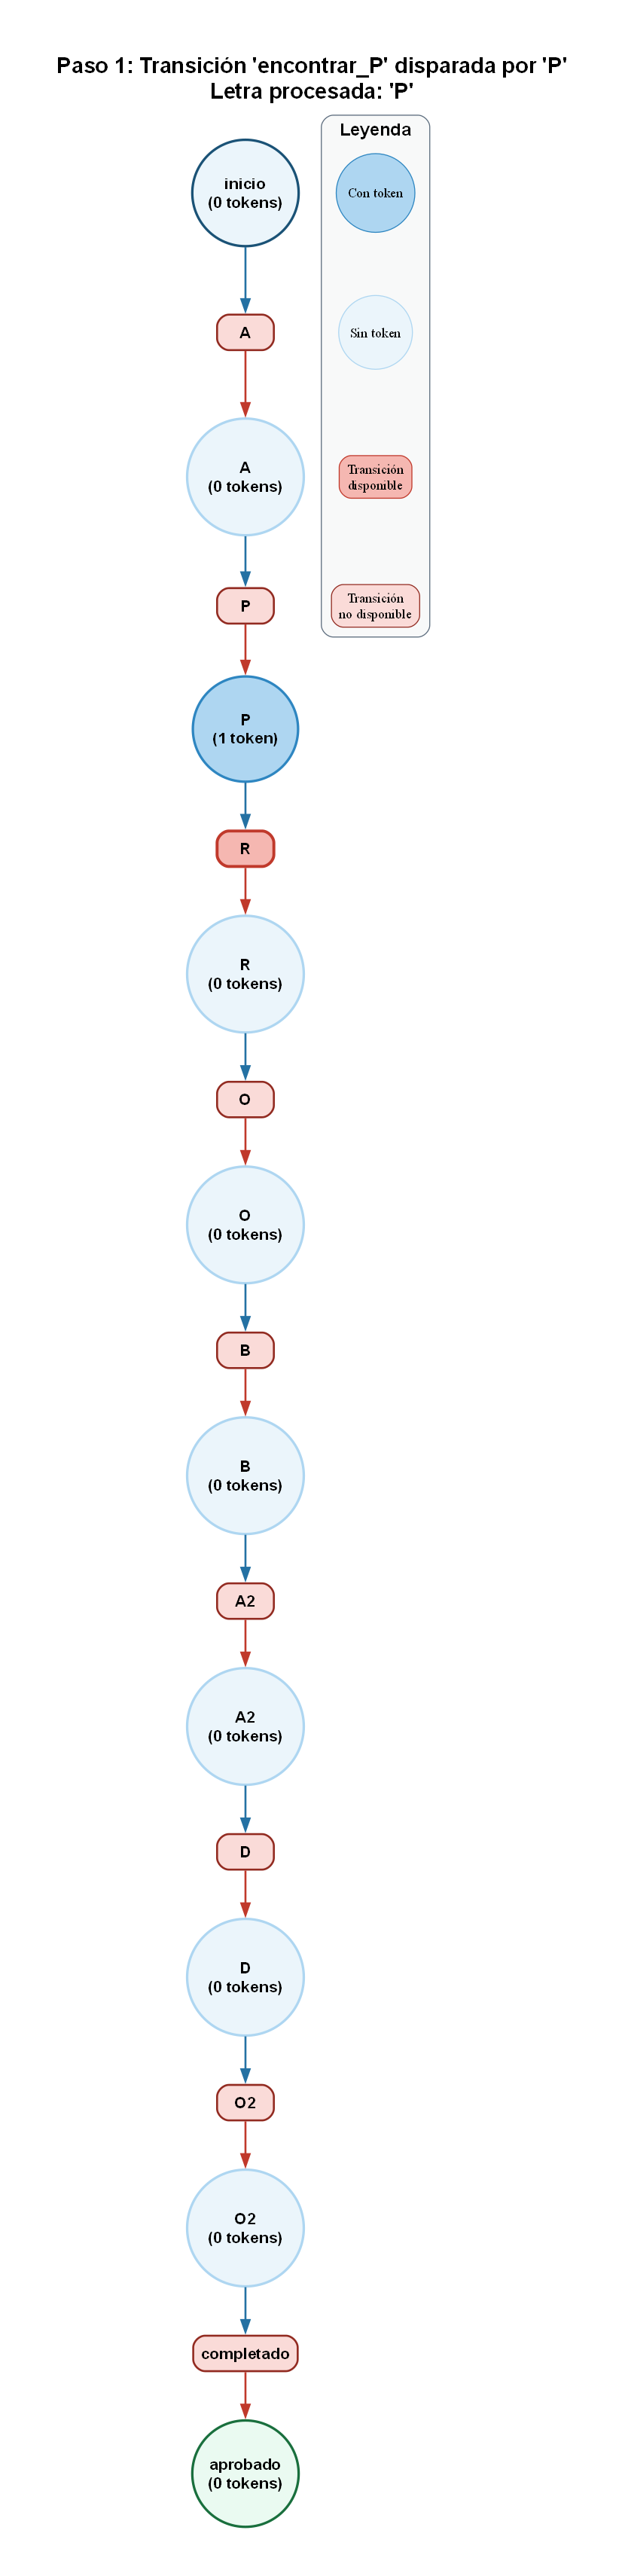 Paso 1: Transición 'encontrar_P' disparada por 'P'
Letra procesada: 'P'
Leyenda
Con token
Sin token
Transición
disponible
Transición
no disponible
inicio
(0 tokens)
A
A
(0 tokens)
P
P
(1 token)
R
R
(0 tokens)
O
O
(0 tokens)
B
B
(0 tokens)
A2
A2
(0 tokens)
D
D
(0 tokens)
O2
O2
(0 tokens)
completado
aprobado
(0 tokens)